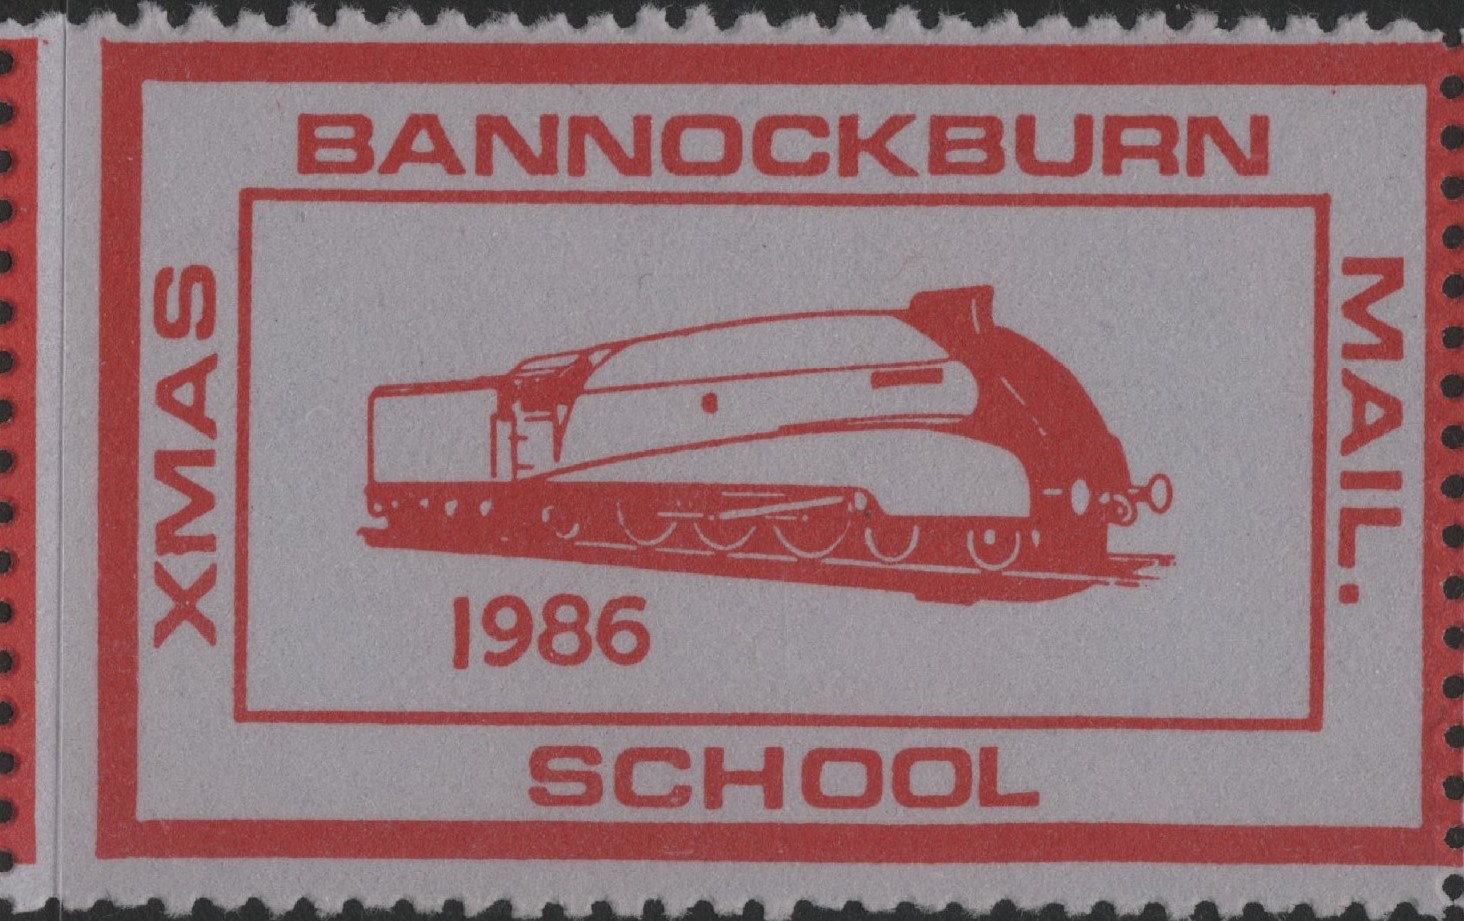 BANNOCKBURN
XMAS
MAIL.
1986
SCHOOL